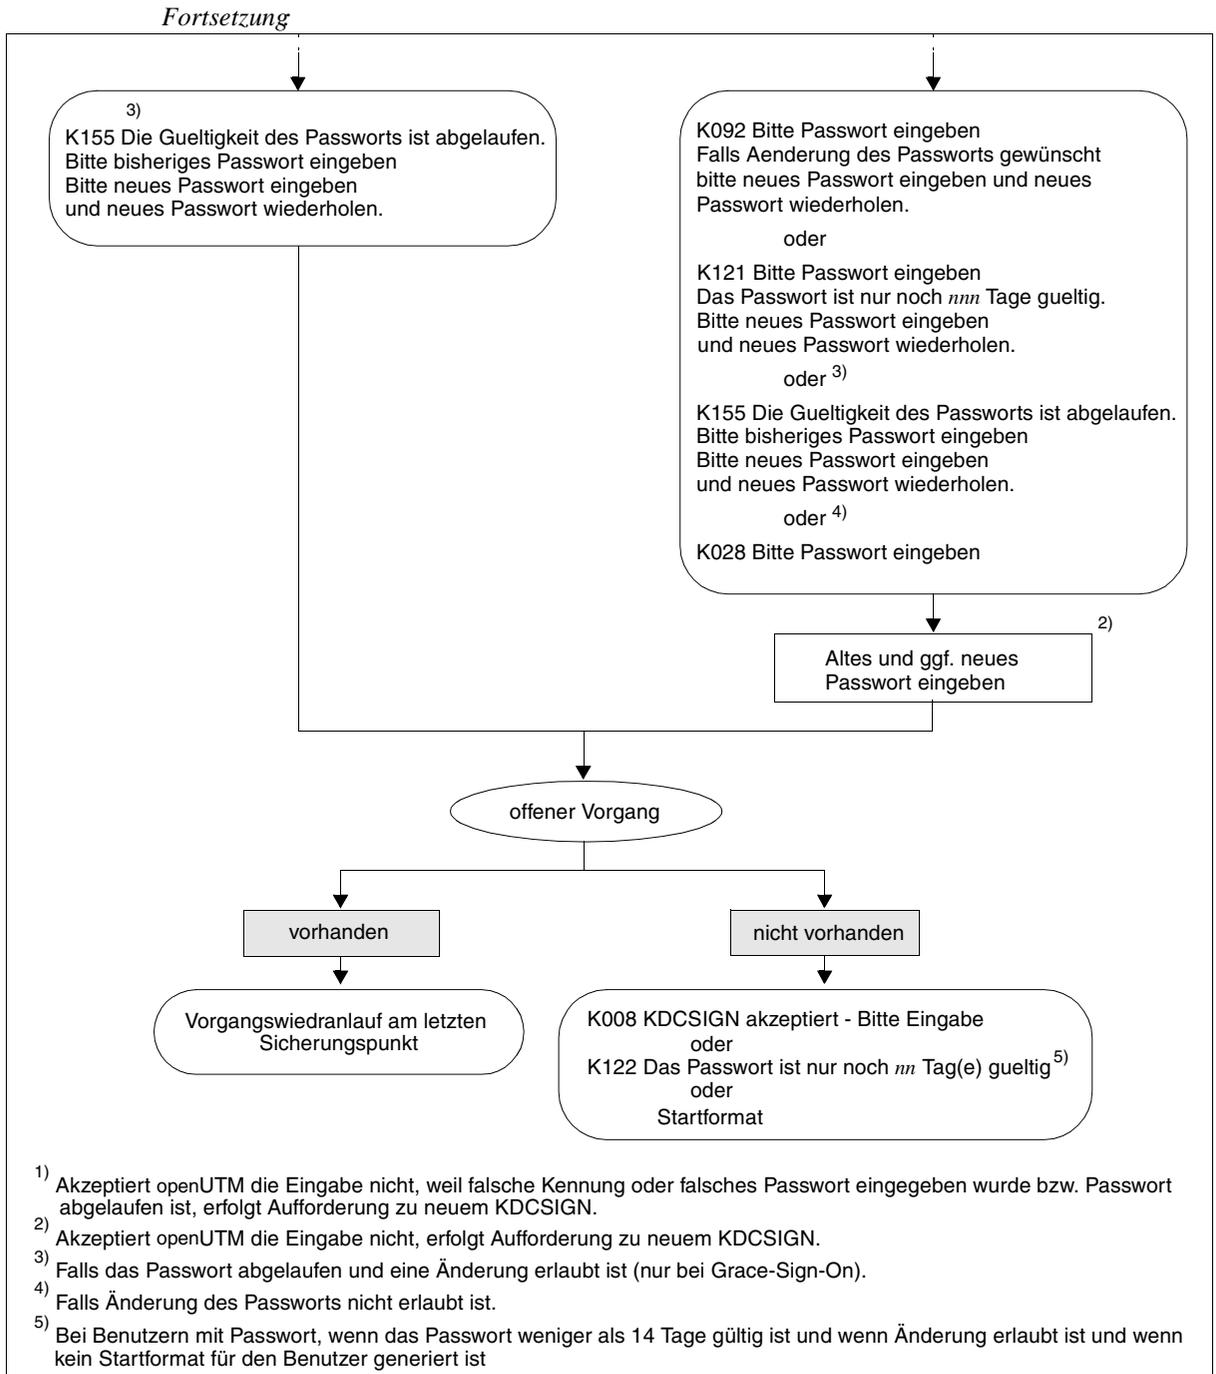 Fortsetzung:
3)
K155 Die Gueltigkeit des Passworts ist abgelaufen.
Bitte bisheriges Passwort eingeben
Bitte neues Passwort eingeben
und neues Passwort wiederholen.
K092 Bitte Passwort eingeben
Falls Aenderung des Passworts gewünscht
bitte neues Passwort eingeben und neues
Passwort wiederholen.
oder
K121 Bitte Passwort eingeben
Das Passwort ist nur noch nnn Tage gueltig.
Bitte neues Passwort eingeben
und neues Passwort wiederholen.
oder 3)
K155 Die Gueltigkeit des Passworts ist abgelaufen.
Bitte bisheriges Passwort eingeben
Bitte neues Passwort eingeben
und neues Passwort wiederholen.
oder 4)
K028 Bitte Passwort eingeben
2)
Altes und ggf. neues
Passwort eingeben
offener Vorgang
vorhanden
nicht vorhanden
Vorgangswiedranlauf am letzten
Sicherungspunkt
K008 KDCSIGN akzeptiert - Bitte Eingabe
oder
K122 Das Passwort ist nur noch nn Tag(e) gueltig 5)
oder
Startformat
1) Akzeptiert openUTM die Eingabe nicht, weil falsche Kennung oder falsches Passwort eingegeben wurde bzw. Passwort
abgelaufen ist, erfolgt Aufforderung zu neuem KDCSIGN.
2) Akzeptiert openUTM die Eingabe nicht, erfolgt Aufforderung zu neuem KDCSIGN.
3) Falls das Passwort abgelaufen und eine Änderung erlaubt ist (nur bei Grace-Sign-On).
4) Falls Änderung des Passworts nicht erlaubt ist.
5) Bei Benutzern mit Passwort, wenn das Passwort weniger als 14 Tage gültig ist und wenn Änderung erlaubt ist und wenn
kein Startformat für den Benutzer generiert ist